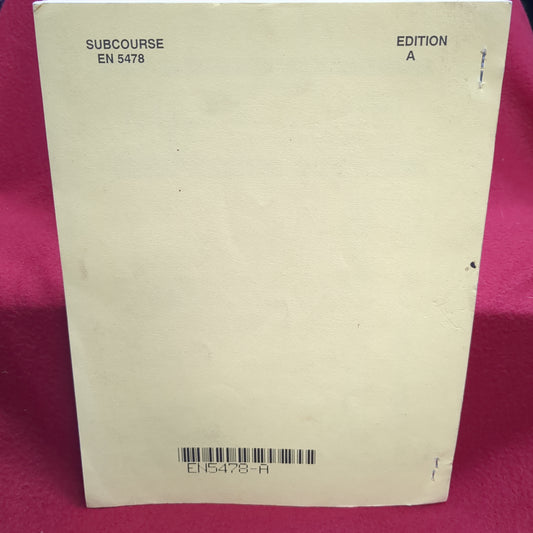 SUBCOURSE
EN 5478
EDITION
A
EN5478-A